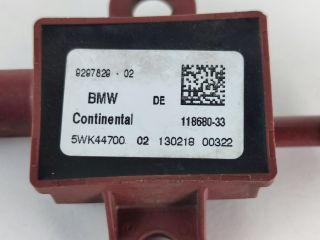 9297829 - 02
BMW DE
Continental 118680-33
5WK44700 02 130218 00322